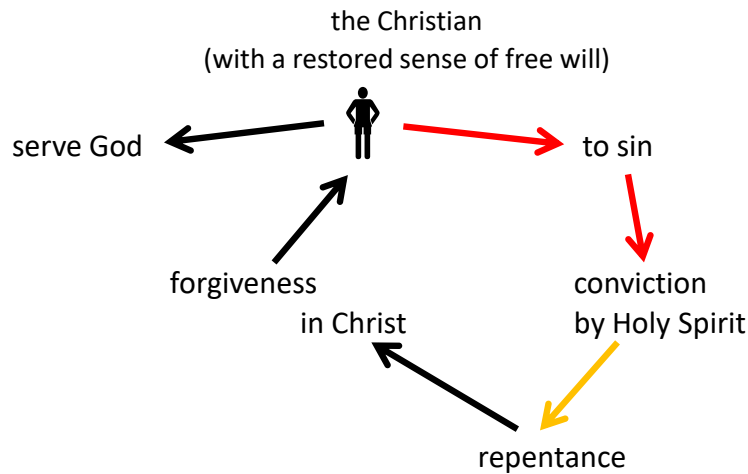 the Christian
(with a restored sense of free will)
serve God
to sin
forgiveness
in Christ
conviction
by Holy Spirit
repentance